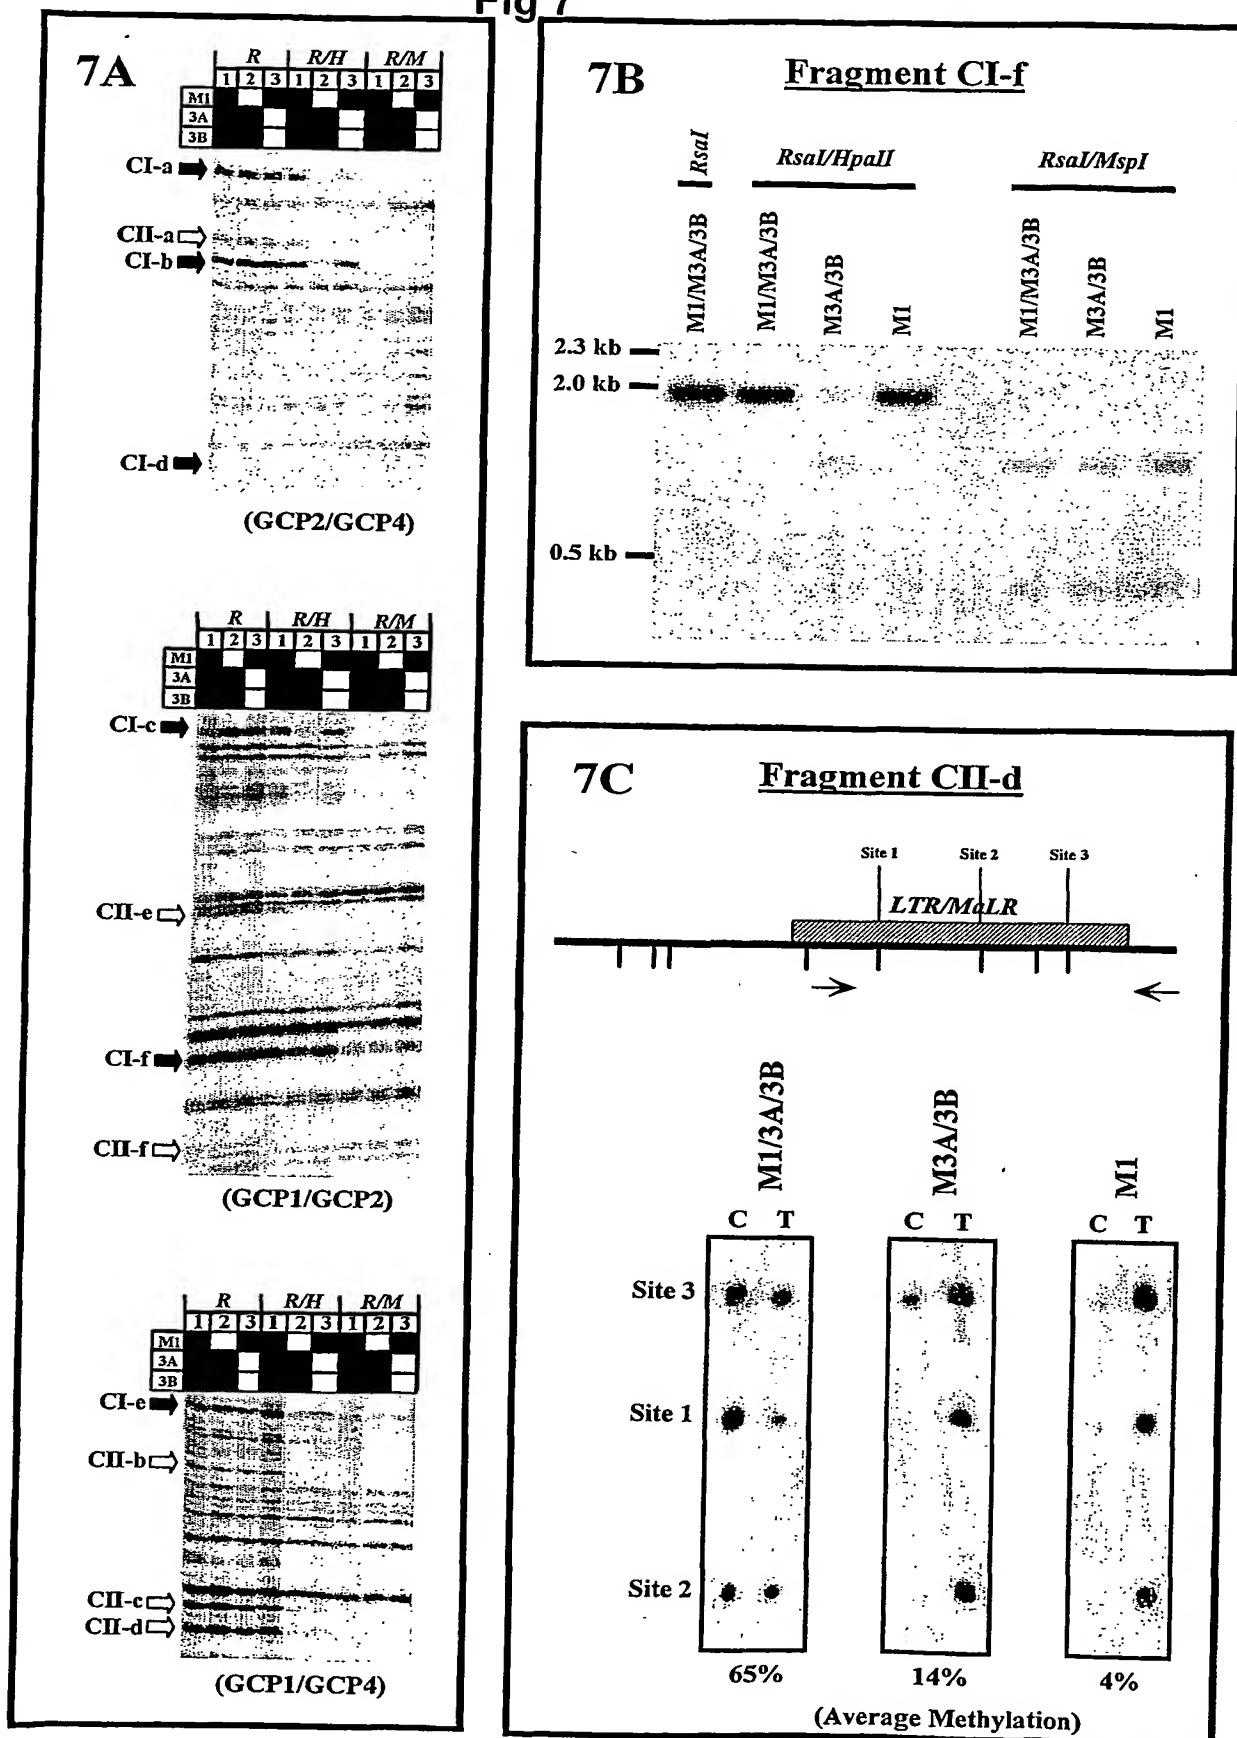 Fig 7
7A
R R/H R/M
1 2 3 1 2 3 1 2 3
M1
3A
3B
CI-a
CII-a
CI-b
CI-d
(GCP2/GCP4)
R R/H R/M
1 2 3 1 2 3 1 2 3
M1
3A
3B
CI-c
CII-e
CI-f
CII-f
(GCP1/GCP2)
R R/H R/M
1 2 3 1 2 3 1 2 3
M1
3A
3B
CI-e
CII-b
CII-c
CII-d
(GCP1/GCP4)
7B Fragment CI-f
RsaI RsaI/HpaII RsaI/MspI
M1/M3A/3B M1/M3A/3B M3A/3B M1 M1/M3A/3B M3A/3B M1
2.3 kb
2.0 kb
0.5 kb
7C Fragment CII-d
Site 1 Site 2 Site 3
LTR/MaLR
M1/3A/3B M3A/3B M1
C T C T C T
Site 3
Site 1
Site 2
65% 14% 4%
(Average Methylation)